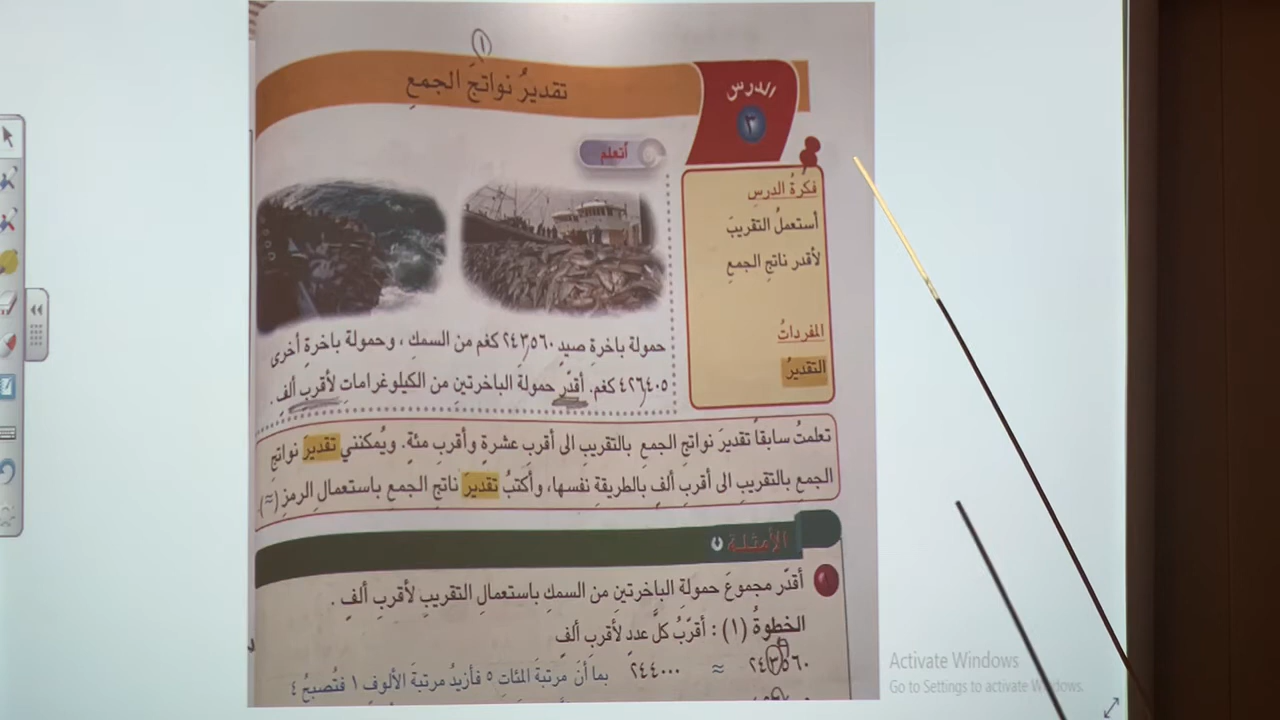 ١
الدرس
٣
تقديرُ نواتجَ الجمعِ
أتعلم
فكرةُ الدرسِ
أستعملُ التقريبَ
لأقدر ناتجِ الجمعِ
المفرداتُ
التقديرُ
حمولة باخرةِ صيدٍ ٢٤٣٥٦٠ كغم من السمكِ ، وحمولة باخرةِ أخرى
٤٢٦٤٠٥ كغم. أقدّر حمولةَ الباخرتينِ من الكيلوغراماتِ لأقرب ألفٍ .
تعلمتُ سابقاً تقديرَ نواتجِ الجمعِ بالتقريبِ الى أقرب عشرةٍ وأقربِ مئةٍ. ويُمكنني تقديرَ نواتجِ
الجمعِ بالتقريبِ الى أقربِ ألفٍ بالطريقةِ نفسها، وأكتبُ تقديرَ ناتجِ الجمعِ باستعمالِ الرمزِ (≈).
الأمثلة
١ أقدّر مجموعَ حمولةِ الباخرتينِ من السمكِ باستعمالِ التقريبِ لأقربِ ألفٍ .
الخطوةُ (١) : أقرّبُ كلَّ عددٍ لأقربِ ألفٍ
٢٤٣٥٦٠ ≈ ٢٤٤٠٠٠ بما أنَ مرتبةَ المئاتِ ٥ فأزيدُ مرتبةَ الألوفِ ١ فتُصبحُ ٤
Activate Windows
Go to Settings to activate Windows.